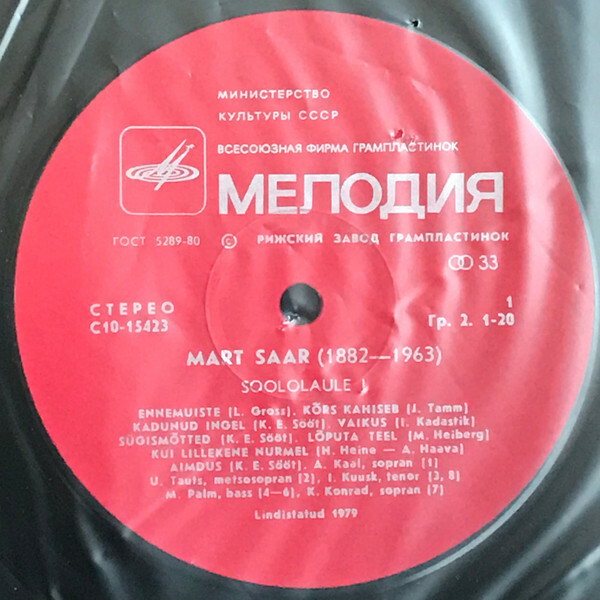 МИНИСТЕРСТВО
КУЛЬТУРЫ СССР
ВСЕСОЮЗНАЯ ФИРМА ГРАМПЛАСТИНОК
МЕЛОДИЯ
ГОСТ 5289-80 © РИЖСКИЙ ЗАВОД ГРАМПЛАСТИНОК
33
СТЕРЕО 1
С10-15423 Гр. 2. 1-20
MART SAAR (1882—1963)
SOOLOLAULE I
ENNEMUISTE (L. Gross). KÕRS KAHISEB (J. Tamm)
KADUNUD INGEL (K. E. Sööt). VAIKUS (I. Kadastik)
SÜGISMÕTTED (K. E. Sööt). LÕPUTA TEEL (M. Heiberg)
KUI LILLEKENE NURMEL (H. Heine — A. Haava)
AIMDUS (K. E. Sööt). A. Kaal, sopran (1)
U. Tauts, metsosopran (2), I. Kuusk, tenor (3, 8)
M. Palm, bass (4—6), K. Konrad, sopran (7)
Lindistatud 1979